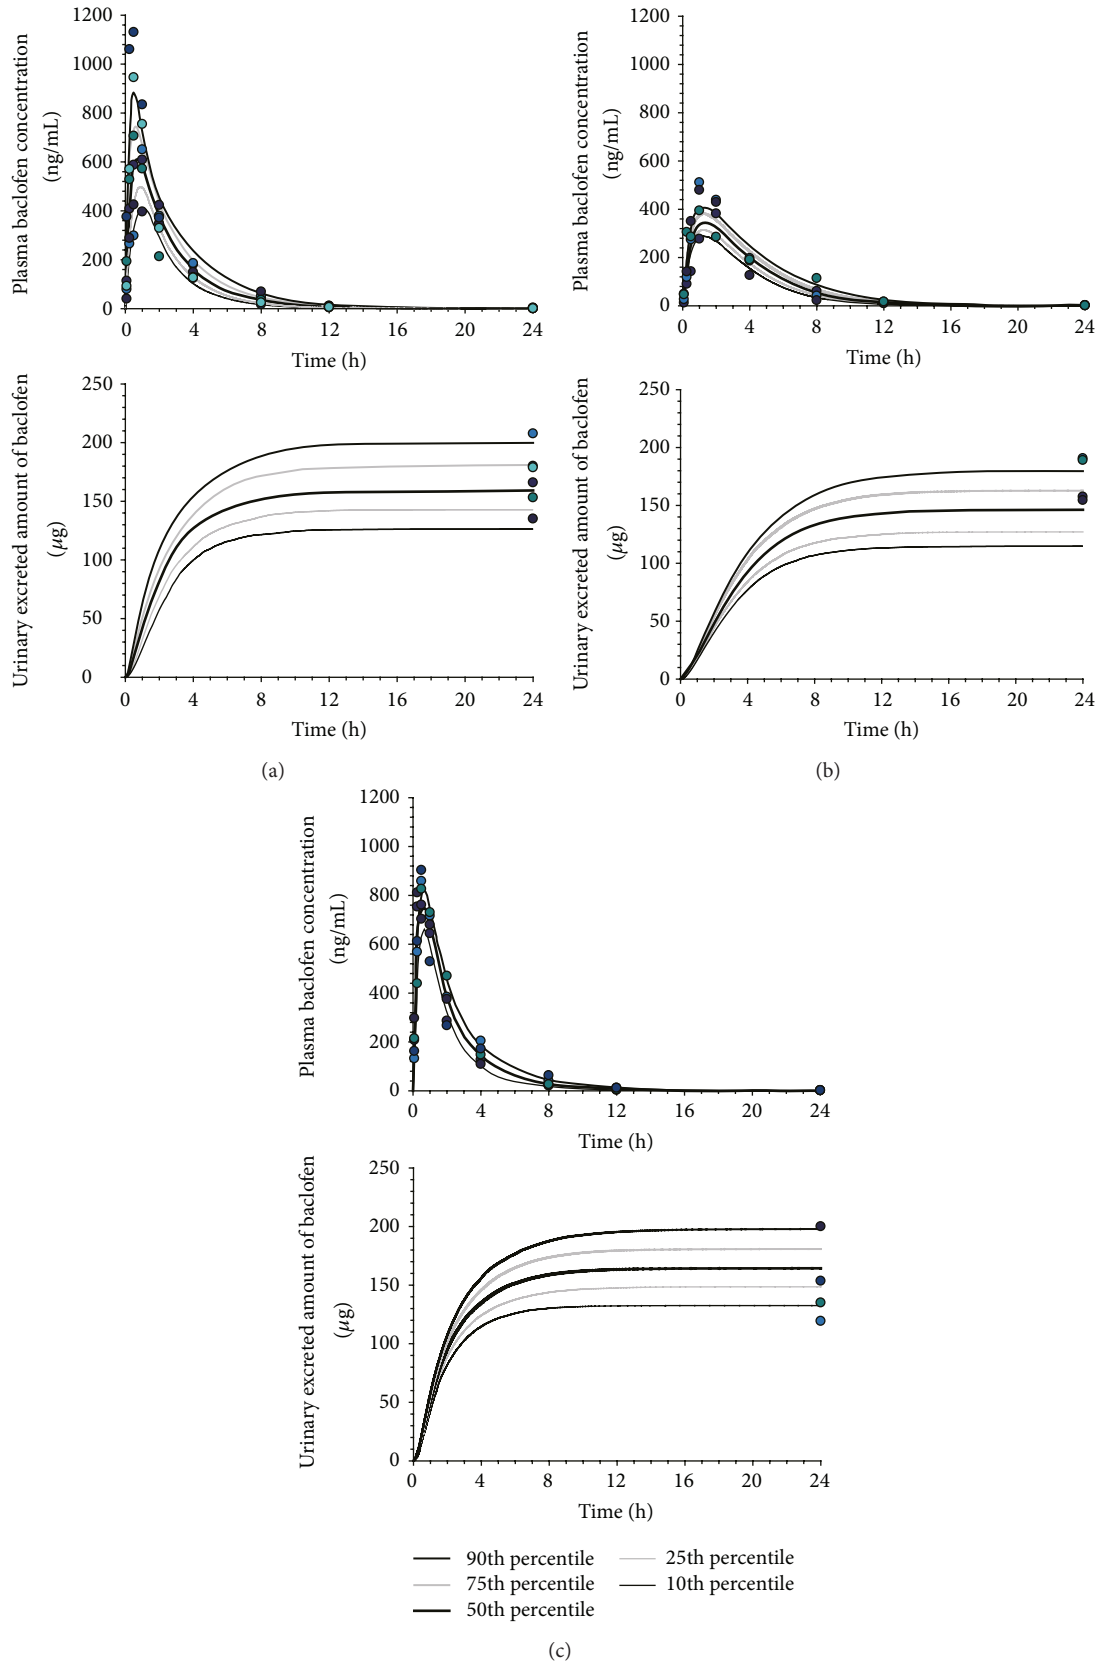 Plasma baclofen concentration
(ng/mL)
1200
1000
800
600
400
200
0
0 4 8 12 16 20 24
Time (h)
Plasma baclofen concentration
(ng/mL)
1200
1000
800
600
400
200
0
0 4 8 12 16 20 24
Time (h)
Urinary excreted amount of baclofen
(μg)
250
200
150
100
50
0
0 4 8 12 16 20 24
Time (h)
(a)
Urinary excreted amount of baclofen
(μg)
250
200
150
100
50
0
0 4 8 12 16 20 24
Time (h)
(b)
Plasma baclofen concentration
(ng/mL)
1200
1000
800
600
400
200
0
0 4 8 12 16 20 24
Time (h)
Urinary excreted amount of baclofen
(μg)
250
200
150
100
50
0
0 4 8 12 16 20 24
Time (h)
90th percentile
75th percentile
50th percentile
25th percentile
10th percentile
(c)